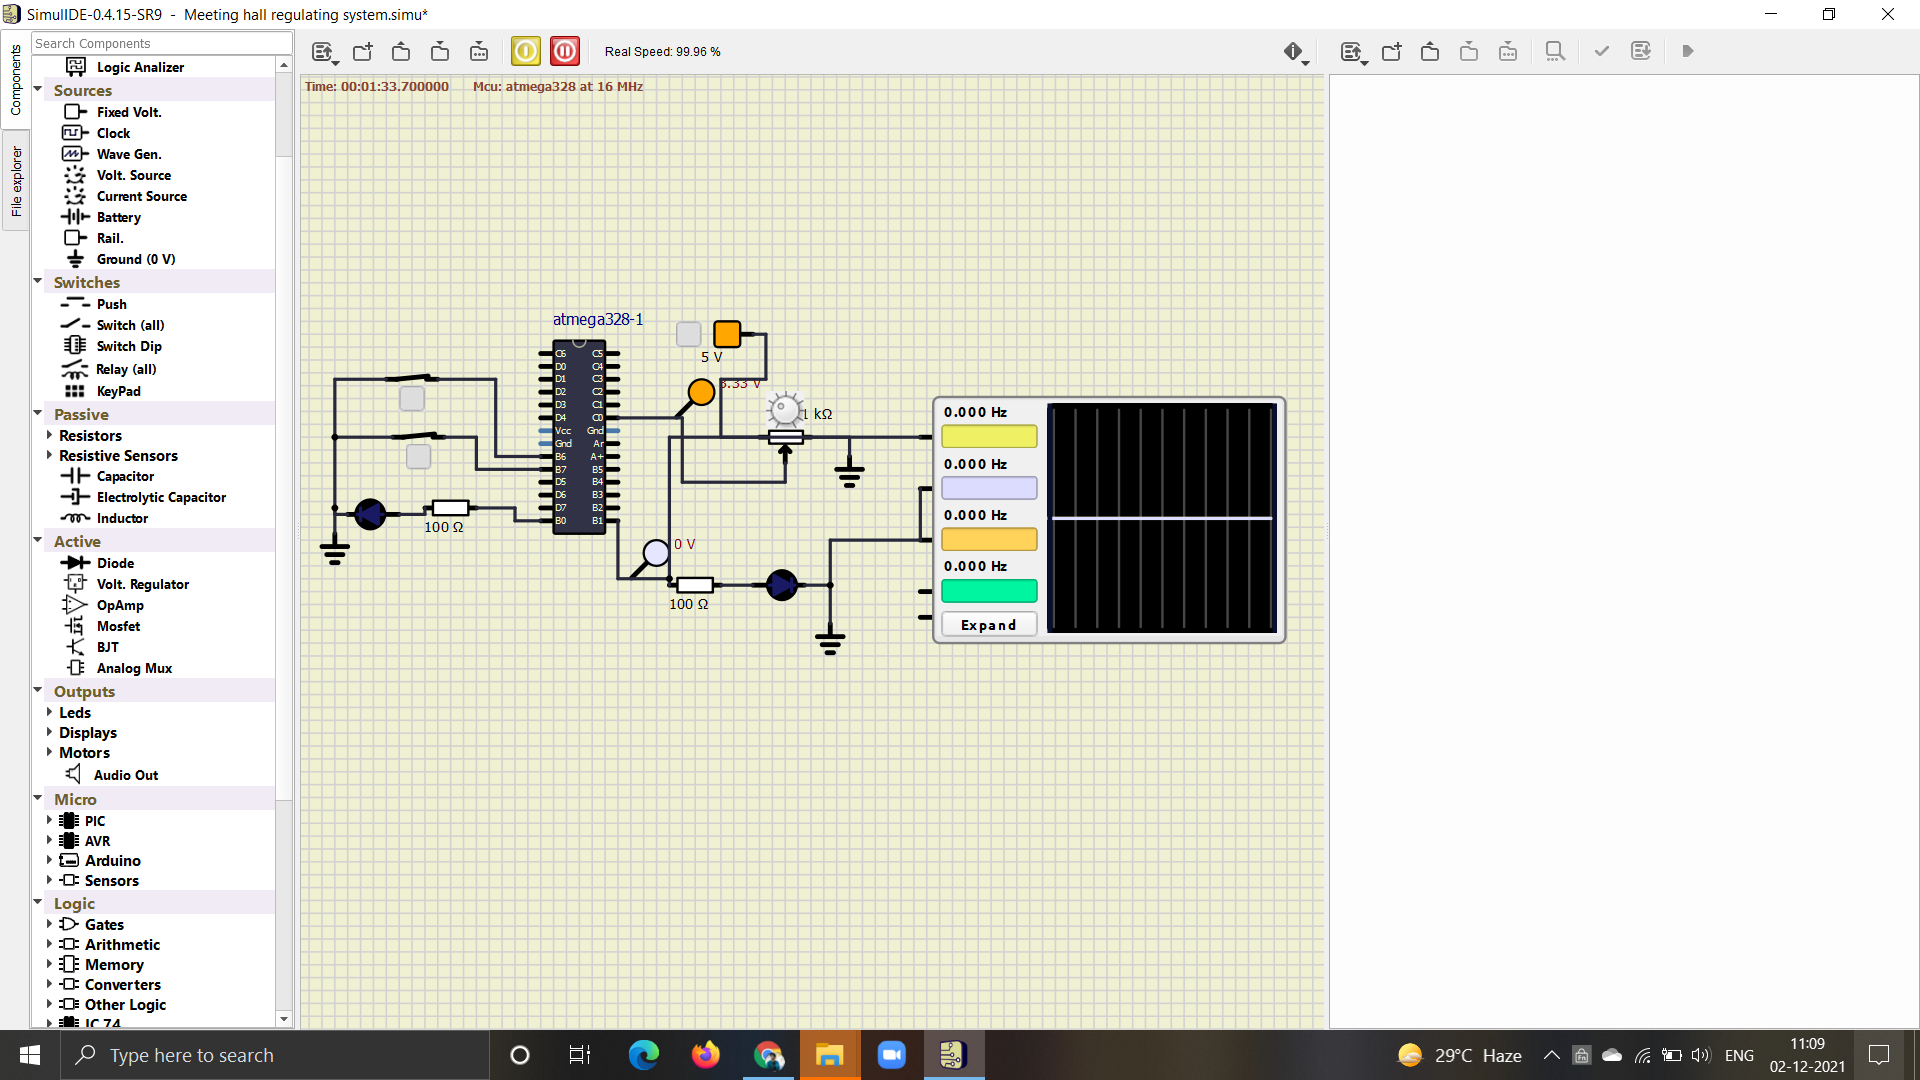 SimulIDE-0.4.15-SR9 - Meeting hall regulating system.simu*
Components
File explorer
Search Components
Logic Analizer
Sources
Fixed Volt.
Clock
Wave Gen.
Volt. Source
Current Source
Battery
Rail.
Ground (0 V)
Switches
Push
Switch (all)
Switch Dip
Relay (all)
KeyPad
Passive
Resistors
Resistive Sensors
Capacitor
Electrolytic Capacitor
Inductor
Active
Diode
Volt. Regulator
OpAmp
Mosfet
BJT
Analog Mux
Outputs
Leds
Displays
Motors
Audio Out
Micro
PIC
AVR
Arduino
Sensors
Logic
Gates
Arithmetic
Memory
Converters
Other Logic
IC 74
Real Speed: 99.96 %
Time: 00:01:33.700000 Mcu: atmega328 at 16 MHz
atmega328-1
C6 C5
D0 C4
D1 C3
D2 C2
D3 C1
D4 C0
Vcc Gnd
Gnd Ar
B6 A+
B7 B5
D5 B4
D6 B3
D7 B2
B0 B1
5 V
3.33 V
1 kΩ
100 Ω
0 V
100 Ω
0.000 Hz
0.000 Hz
0.000 Hz
0.000 Hz
Expand
Type here to search
29°C Haze
ENG
11:09
02-12-2021